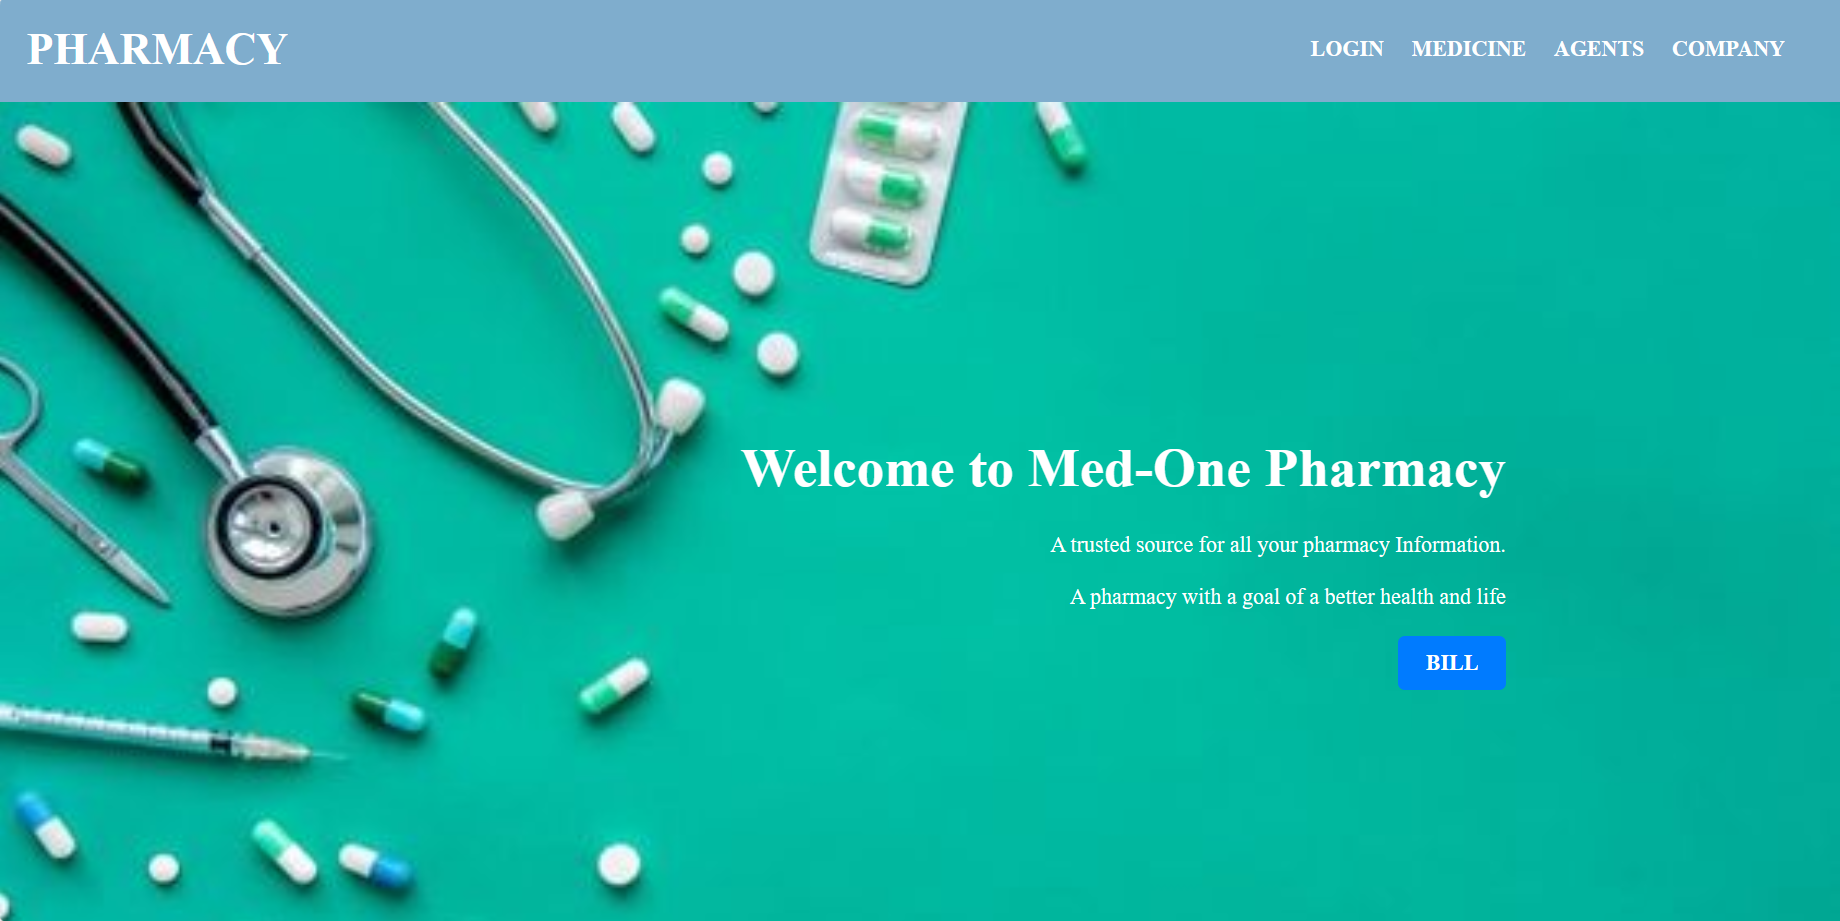 PHARMACY
LOGIN MEDICINE AGENTS COMPANY
Welcome to Med-One Pharmacy
A trusted source for all your pharmacy Information.
A pharmacy with a goal of a better health and life
BILL